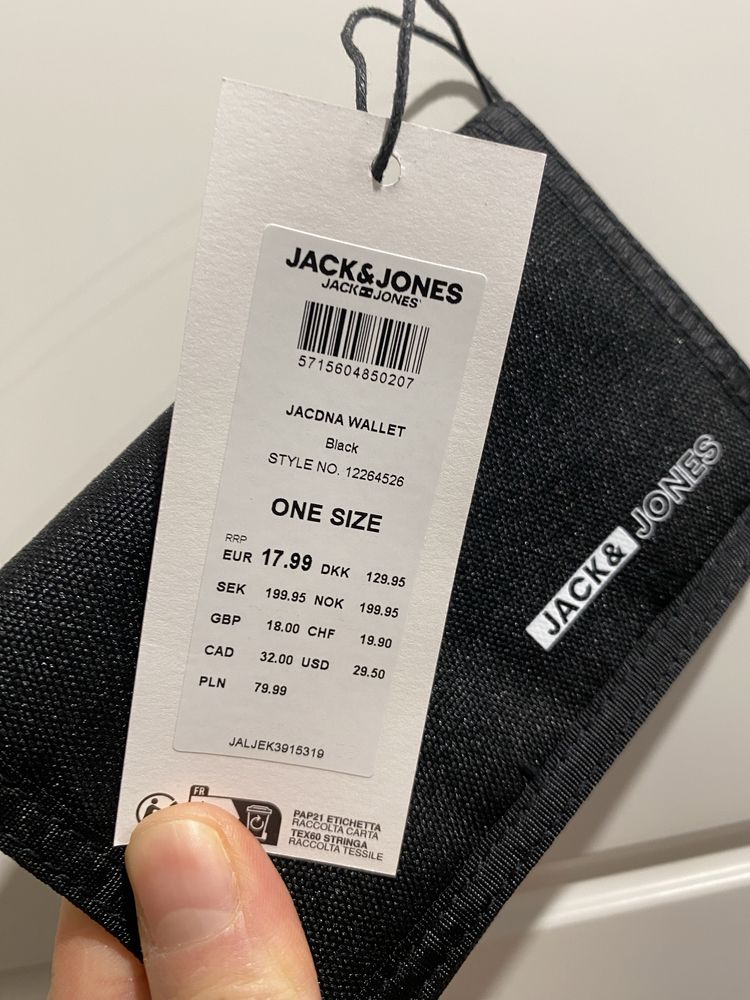 JACK&JONES
JACK JONES
5715604850207
JACDNA WALLET
Black
STYLE NO. 12264526
ONE SIZE
RRP
EUR 17.99 DKK 129.95
SEK 199.95 NOK 199.95
GBP 18.00 CHF 19.90
CAD 32.00 USD 29.50
PLN 79.99
JALJEK3915319
FR
PAP21 ETICHETTA
RACCOLTA CARTA
TEX60 STRINGA
RACCOLTA TESSILE
JACK& JONES